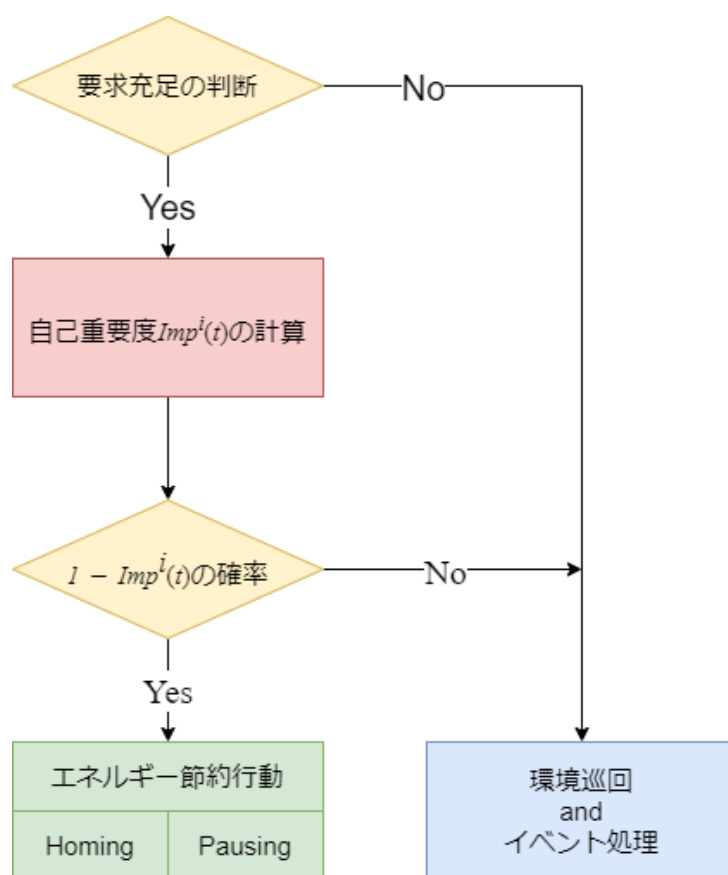 要求充足の判断
No
Yes
自己重要度Impⁱ(t)の計算
1 − Impⁱ(t)の確率
No
Yes
エネルギー節約行動
Homing
Pausing
環境巡回
and
イベント処理